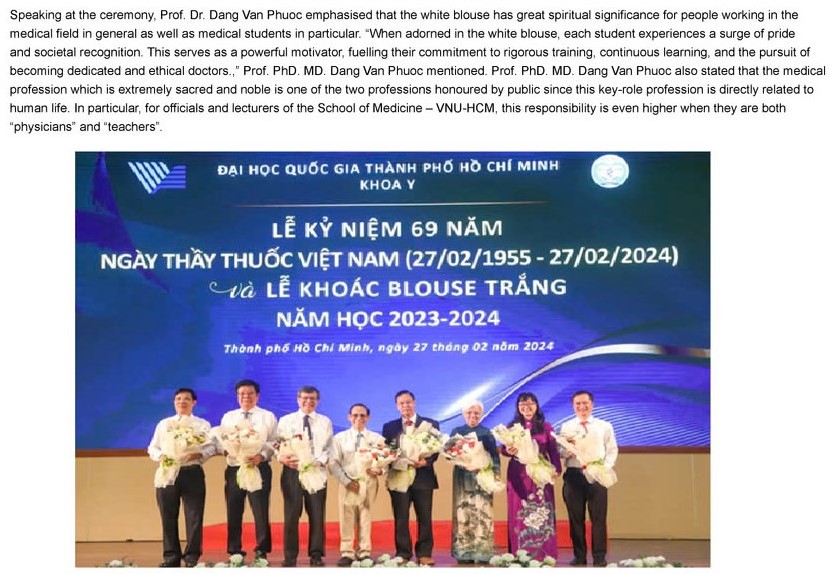 Speaking at the ceremony, Prof. Dr. Dang Van Phuoc emphasised that the white blouse has great spiritual significance for people working in the
medical field in general as well as medical students in particular. “When adorned in the white blouse, each student experiences a surge of pride
and societal recognition. This serves as a powerful motivator, fuelling their commitment to rigorous training, continuous learning, and the pursuit of
becoming dedicated and ethical doctors.,” Prof. PhD. MD. Dang Van Phuoc mentioned. Prof. PhD. MD. Dang Van Phuoc also stated that the medical
profession which is extremely sacred and noble is one of the two professions honoured by public since this key-role profession is directly related to
human life. In particular, for officials and lecturers of the School of Medicine – VNU-HCM, this responsibility is even higher when they are both
“physicians” and “teachers”.
ĐẠI HỌC QUỐC GIA THÀNH PHỐ HỒ CHÍ MINH
KHOA Y
LỄ KỶ NIỆM 69 NĂM
NGÀY THẦY THUỐC VIỆT NAM (27/02/1955 - 27/02/2024)
và LỄ KHOÁC BLOUSE TRẮNG
NĂM HỌC 2023-2024
Thành phố Hồ Chí Minh, ngày 27 tháng 02 năm 2024